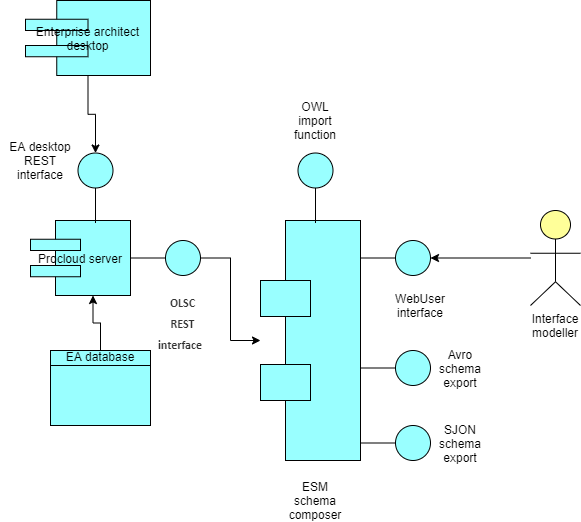 Enterprise architect
desktop
OWL
import
function
EA desktop
REST
interface
Procloud server
OLSC
REST
interface
WebUser
interface
Interface
modeller
EA database
Avro
schema
export
SJON
schema
export
ESM
schema
composer